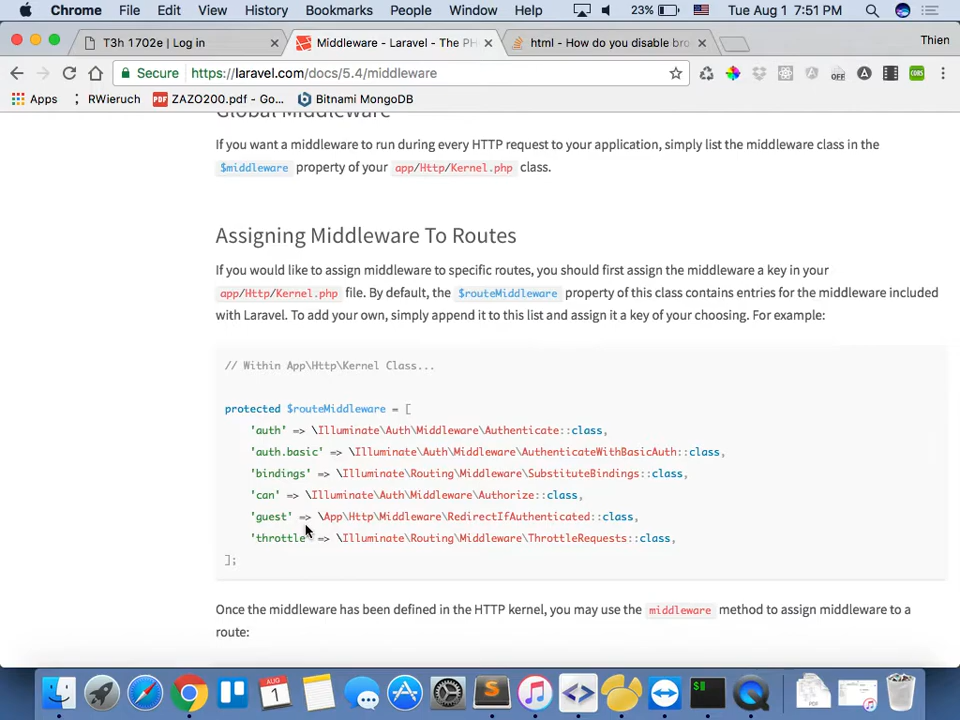 Chrome File Edit View History Bookmarks People Window Help 23% Tue Aug 1 7:51 PM
T3h 1702e | Log in
Middleware - Laravel - The PH
html - How do you disable bro
Thien
Secure https://laravel.com/docs/5.4/middleware
OFF
CORS
Apps RWieruch PDF ZAZO200.pdf - Go... Bitnami MongoDB
Global Middleware
If you want a middleware to run during every HTTP request to your application, simply list the middleware class in the
$middleware property of your app/Http/Kernel.php class.
Assigning Middleware To Routes
If you would like to assign middleware to specific routes, you should first assign the middleware a key in your
app/Http/Kernel.php file. By default, the $routeMiddleware property of this class contains entries for the middleware included
with Laravel. To add your own, simply append it to this list and assign it a key of your choosing. For example:
// Within App\Http\Kernel Class...
protected $routeMiddleware = [
'auth' => \Illuminate\Auth\Middleware\Authenticate::class,
'auth.basic' => \Illuminate\Auth\Middleware\AuthenticateWithBasicAuth::class,
'bindings' => \Illuminate\Routing\Middleware\SubstituteBindings::class,
'can' => \Illuminate\Auth\Middleware\Authorize::class,
'guest' => \App\Http\Middleware\RedirectIfAuthenticated::class,
'throttle' => \Illuminate\Routing\Middleware\ThrottleRequests::class,
];
Once the middleware has been defined in the HTTP kernel, you may use the middleware method to assign middleware to a
route:
AUG
1